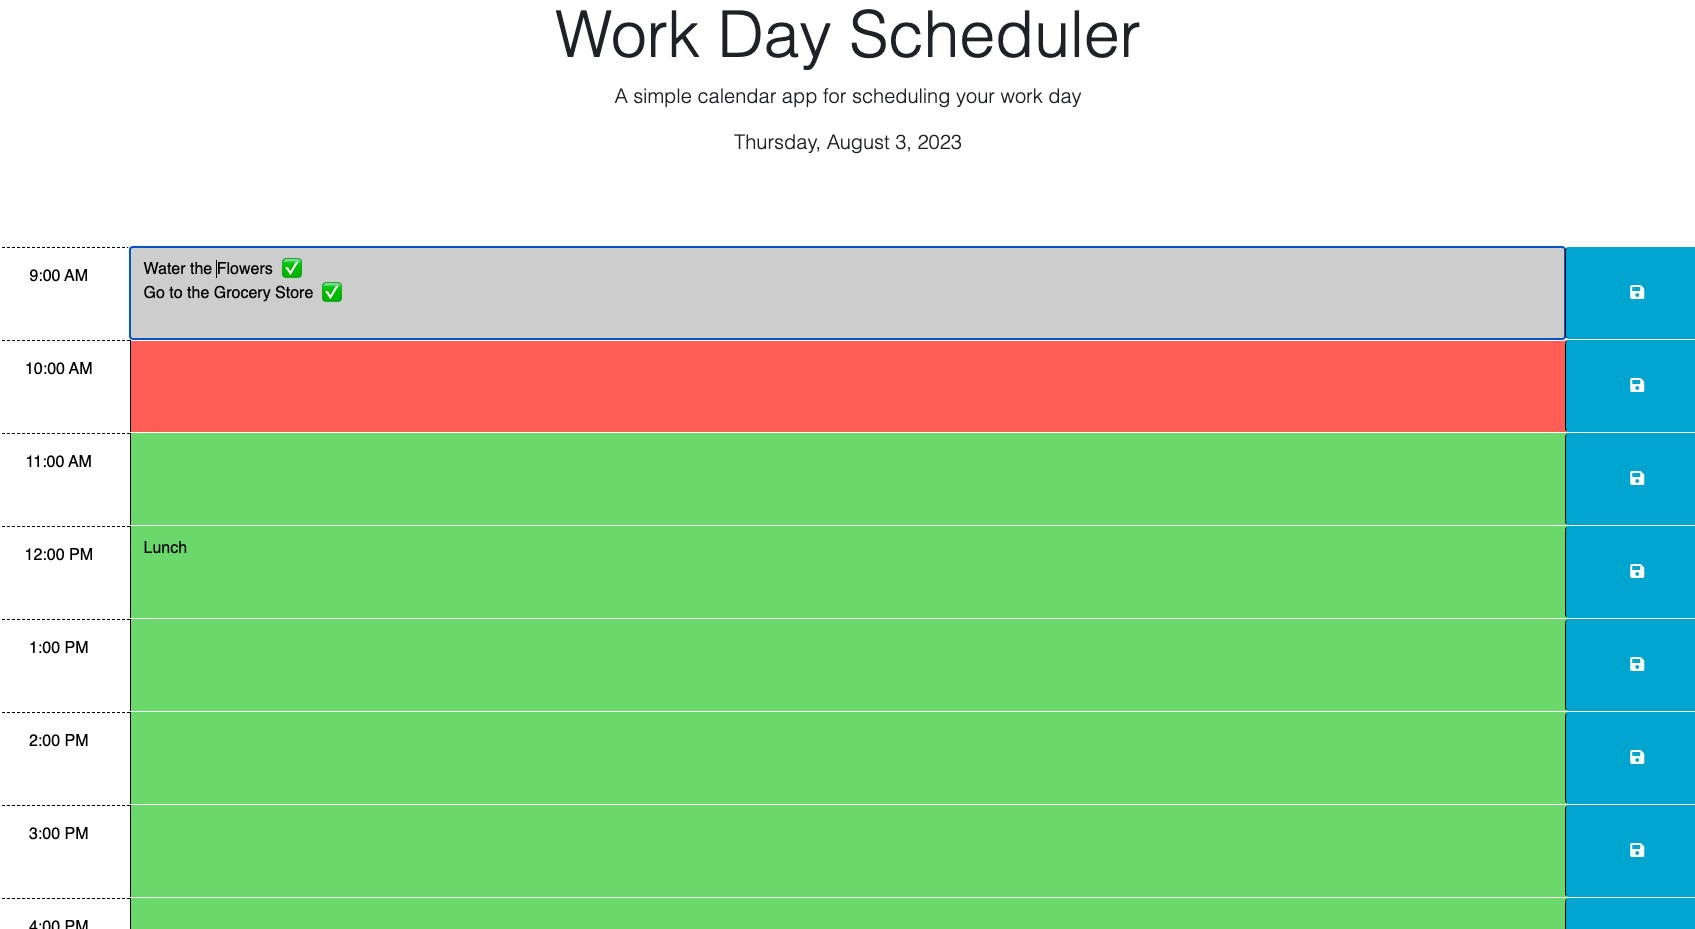 Work Day Scheduler
A simple calendar app for scheduling your work day
Thursday, August 3, 2023
9:00 AM
Water the Flowers ✅
Go to the Grocery Store ✅
10:00 AM
11:00 AM
12:00 PM
Lunch
1:00 PM
2:00 PM
3:00 PM
4:00 PM